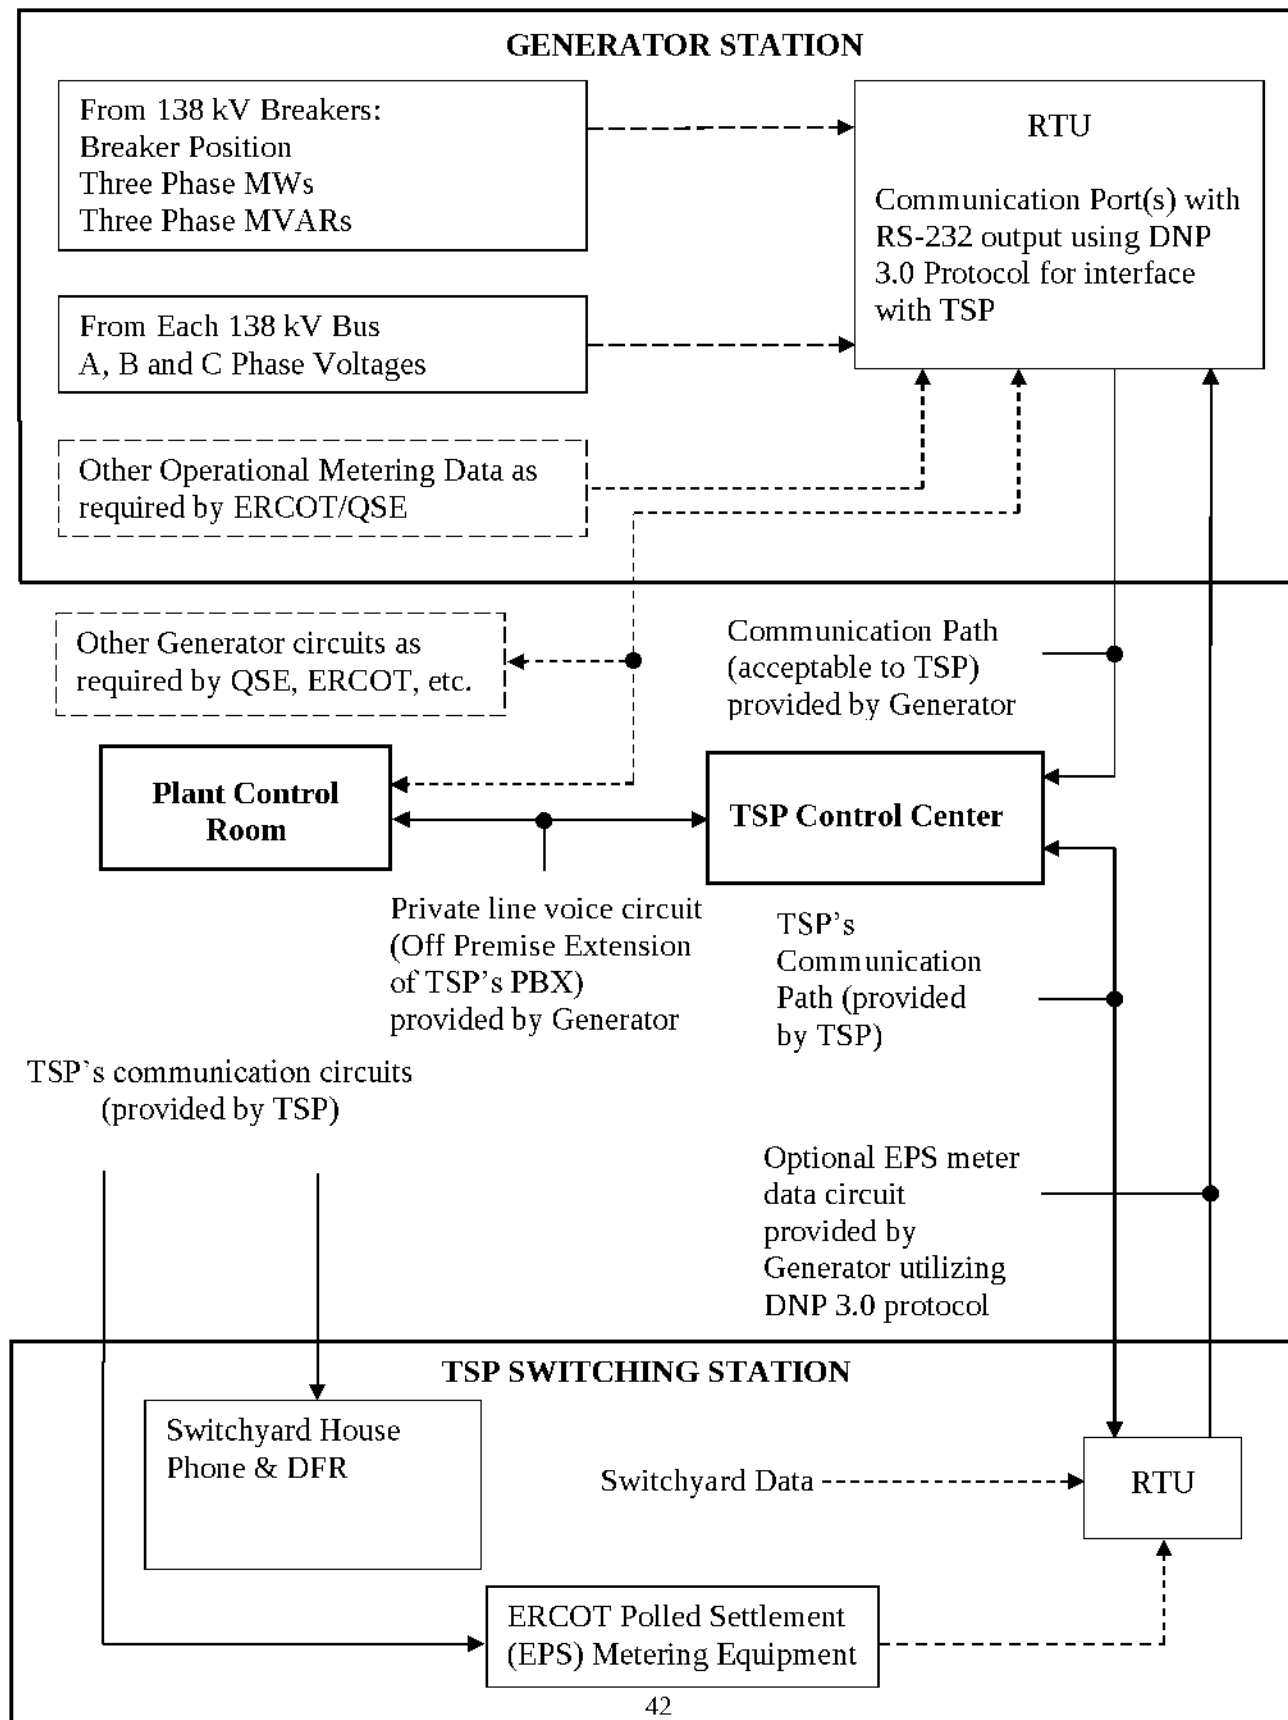 GENERATOR STATION
From 138 kV Breakers:
Breaker Position
Three Phase MWs
Three Phase MVARs
RTU
Communication Port(s) with
RS-232 output using DNP
3.0 Protocol for interface
with TSP
From Each 138 kV Bus
A, B and C Phase Voltages
Other Operational Metering Data as
required by ERCOT/QSE
Other Generator circuits as
required by QSE, ERCOT, etc.
Communication Path
(acceptable to TSP)
provided by Generator
Plant Control
Room
TSP Control Center
Private line voice circuit
(Off Premise Extension
of TSP’s PBX)
provided by Generator
TSP’s
Communication
Path (provided
by TSP)
TSP’s communication circuits
(provided by TSP)
Optional EPS meter
data circuit
provided by
Generator utilizing
DNP 3.0 protocol
TSP SWITCHING STATION
Switchyard House
Phone & DFR
Switchyard Data
RTU
ERCOT Polled Settlement
(EPS) Metering Equipment
42